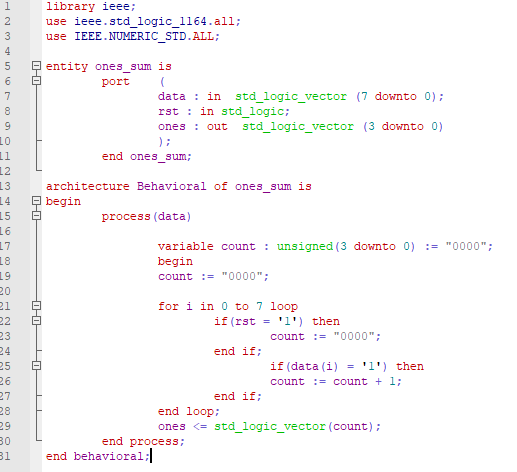 1 library ieee;
2 use ieee.std_logic_1164.all;
3 use IEEE.NUMERIC_STD.ALL;
4
5 entity ones_sum is
6 port (
7 data : in std_logic_vector (7 downto 0);
8 rst : in std_logic;
9 ones : out std_logic_vector (3 downto 0)
10 );
11 end ones_sum;
12
13 architecture Behavioral of ones_sum is
14 begin
15 process(data)
16
17 variable count : unsigned(3 downto 0) := "0000";
18 begin
19 count := "0000";
20
21 for i in 0 to 7 loop
22 if(rst = '1') then
23 count := "0000";
24 end if;
25 if(data(i) = '1') then
26 count := count + 1;
27 end if;
28 end loop;
29 ones <= std_logic_vector(count);
30 end process;
31 end behavioral;